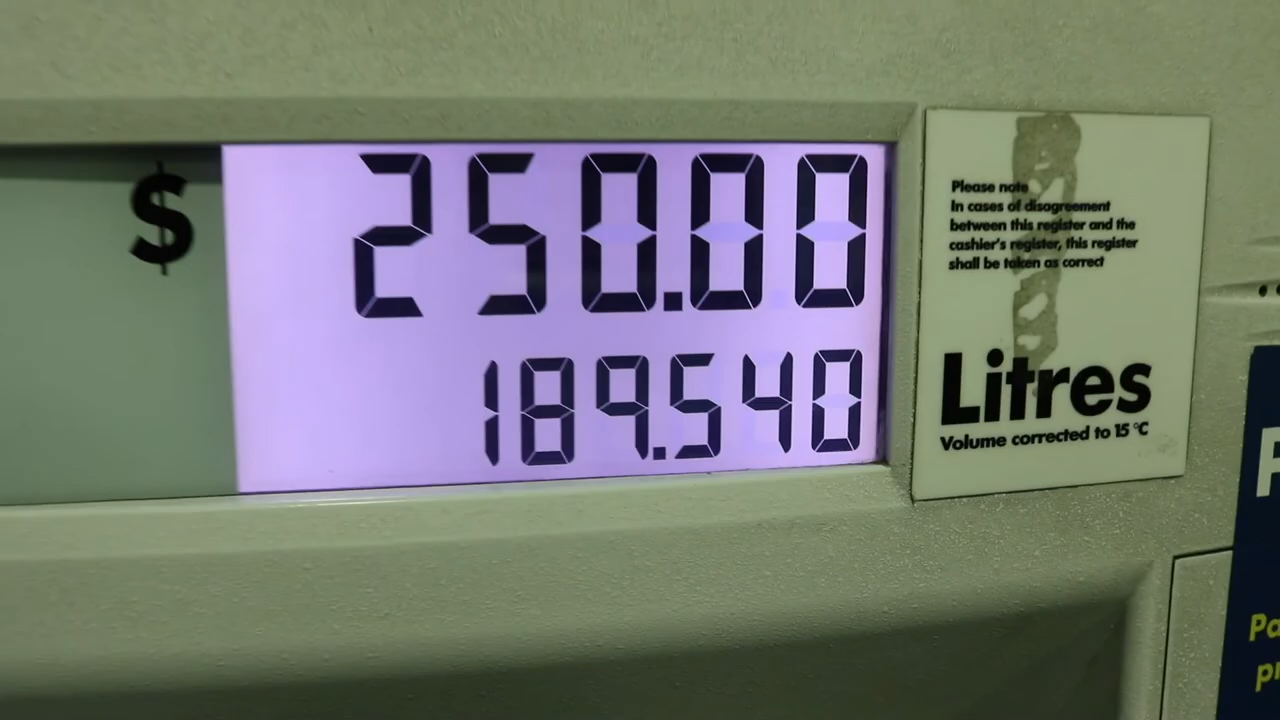 $ 250.00
189.540
Please note
In cases of disagreement
between this register and the
cashier's register, this register
shall be taken as correct
Litres
Volume corrected to 15 °C